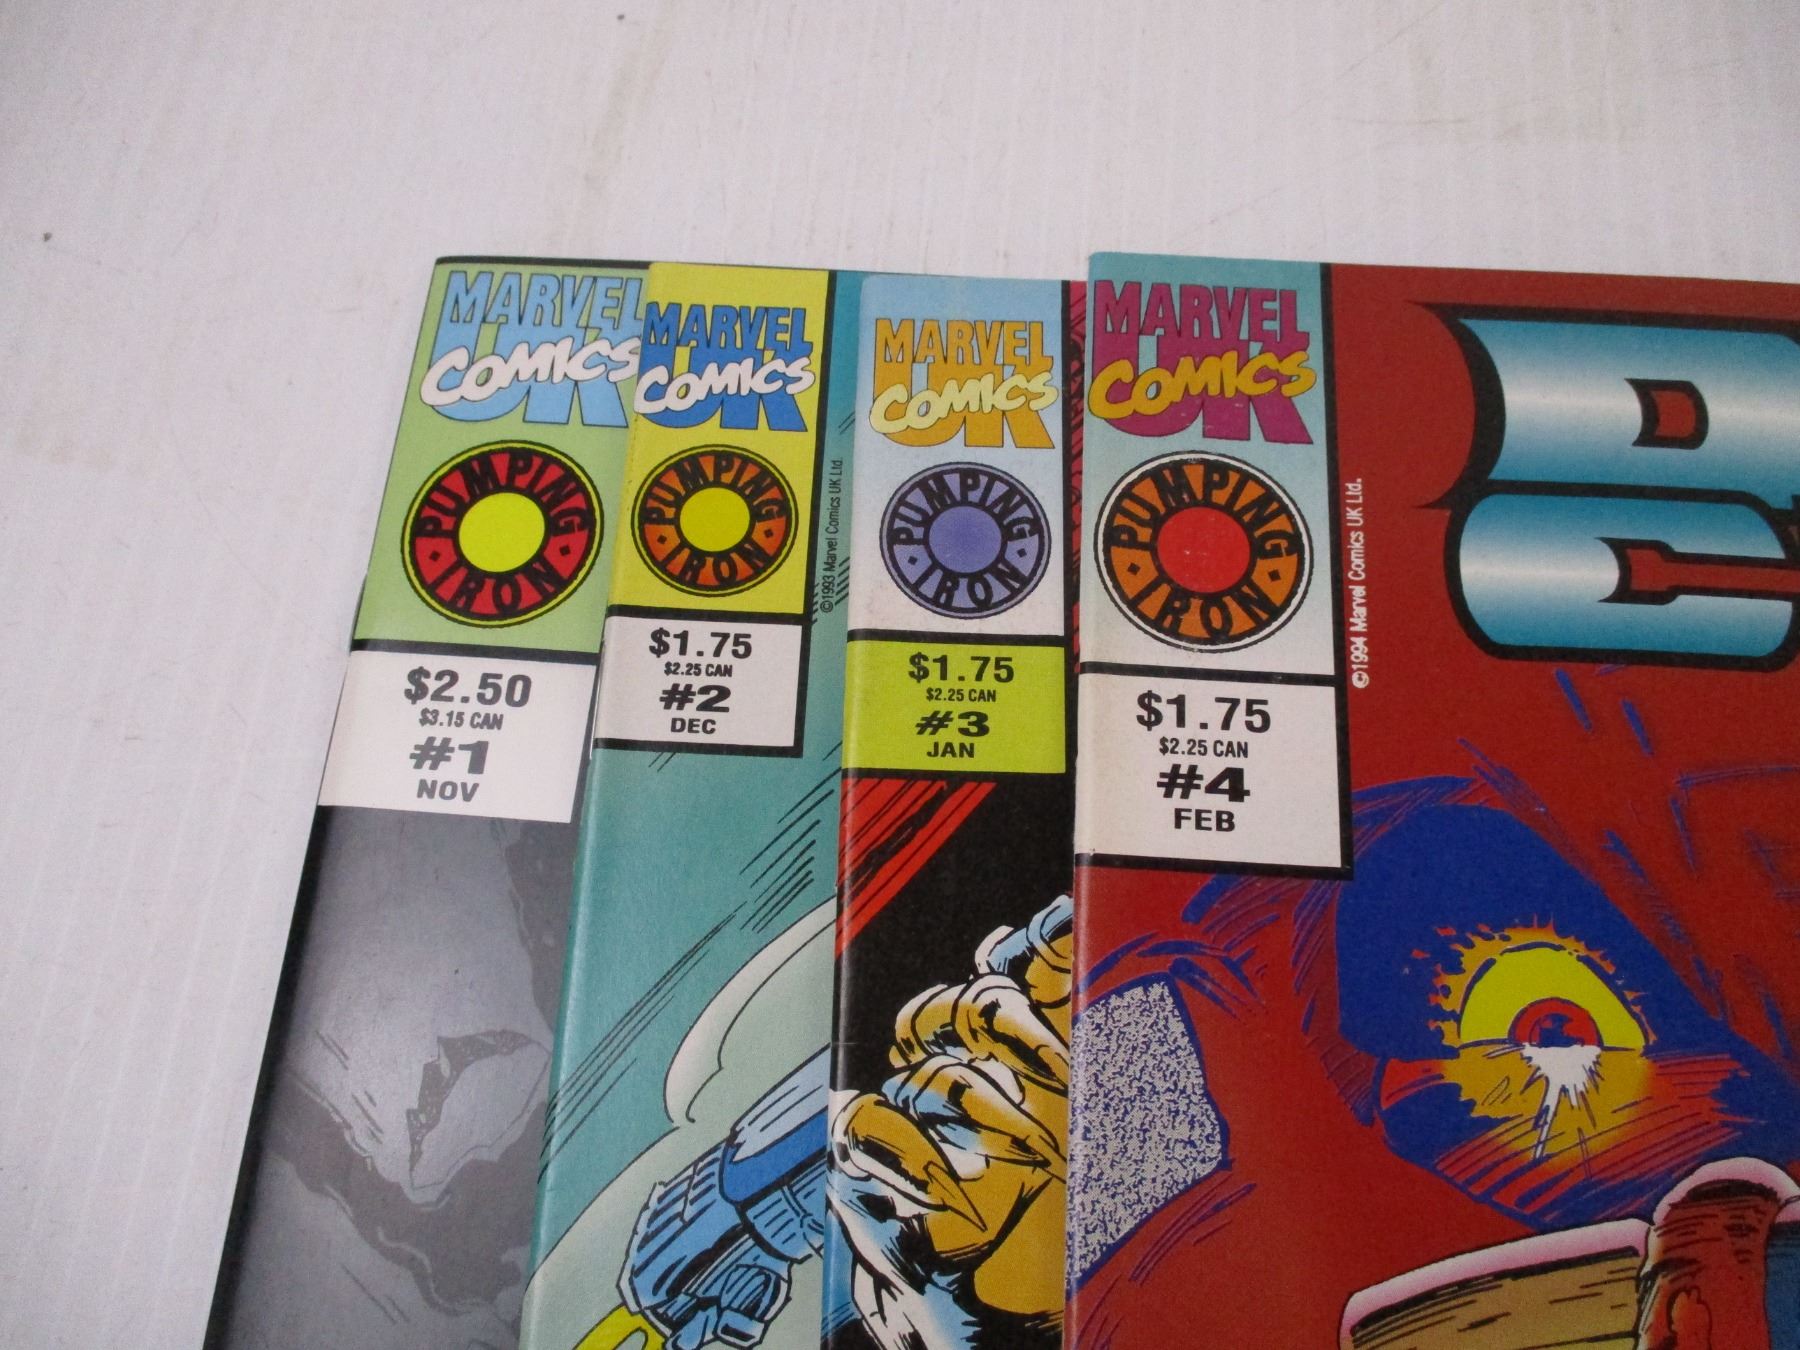 MARVEL
COMICS
UK
PUMPING
IRON
$2.50
$3.15 CAN
#1
NOV
MARVEL
COMICS
UK
PUMPING
IRON
©1993 Marvel Comics UK Ltd.
$1.75
$2.25 CAN
#2
DEC
MARVEL
COMICS
UK
PUMPING
IRON
$1.75
$2.25 CAN
#3
JAN
MARVEL
COMICS
UK
PUMPING
IRON
©1994 Marvel Comics UK Ltd.
$1.75
$2.25 CAN
#4
FEB